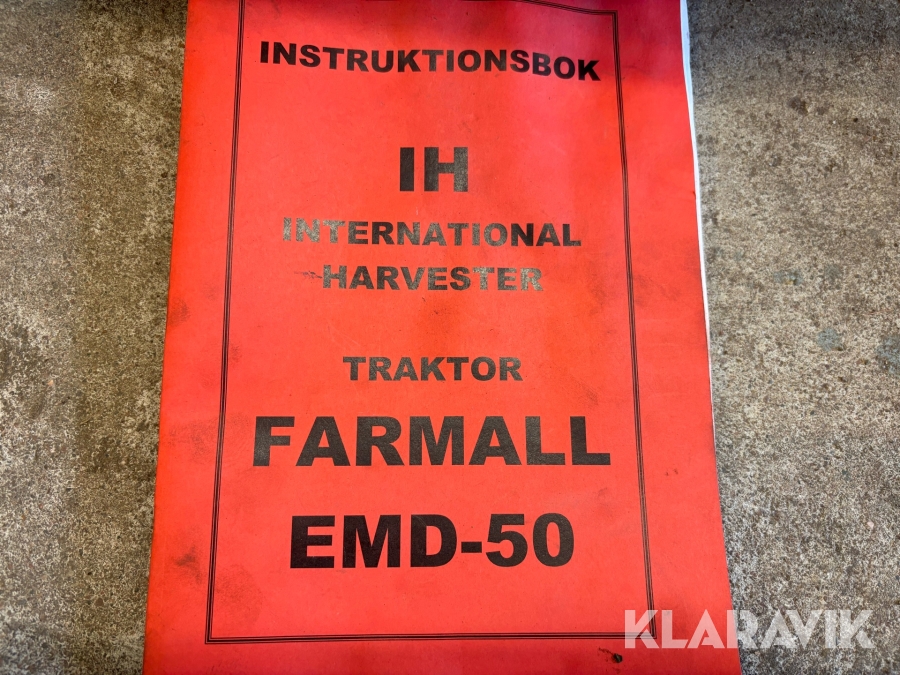 INSTRUKTIONSBOK
IH
INTERNATIONAL
HARVESTER
TRAKTOR
FARMALL
EMD-50
KLARAVIK